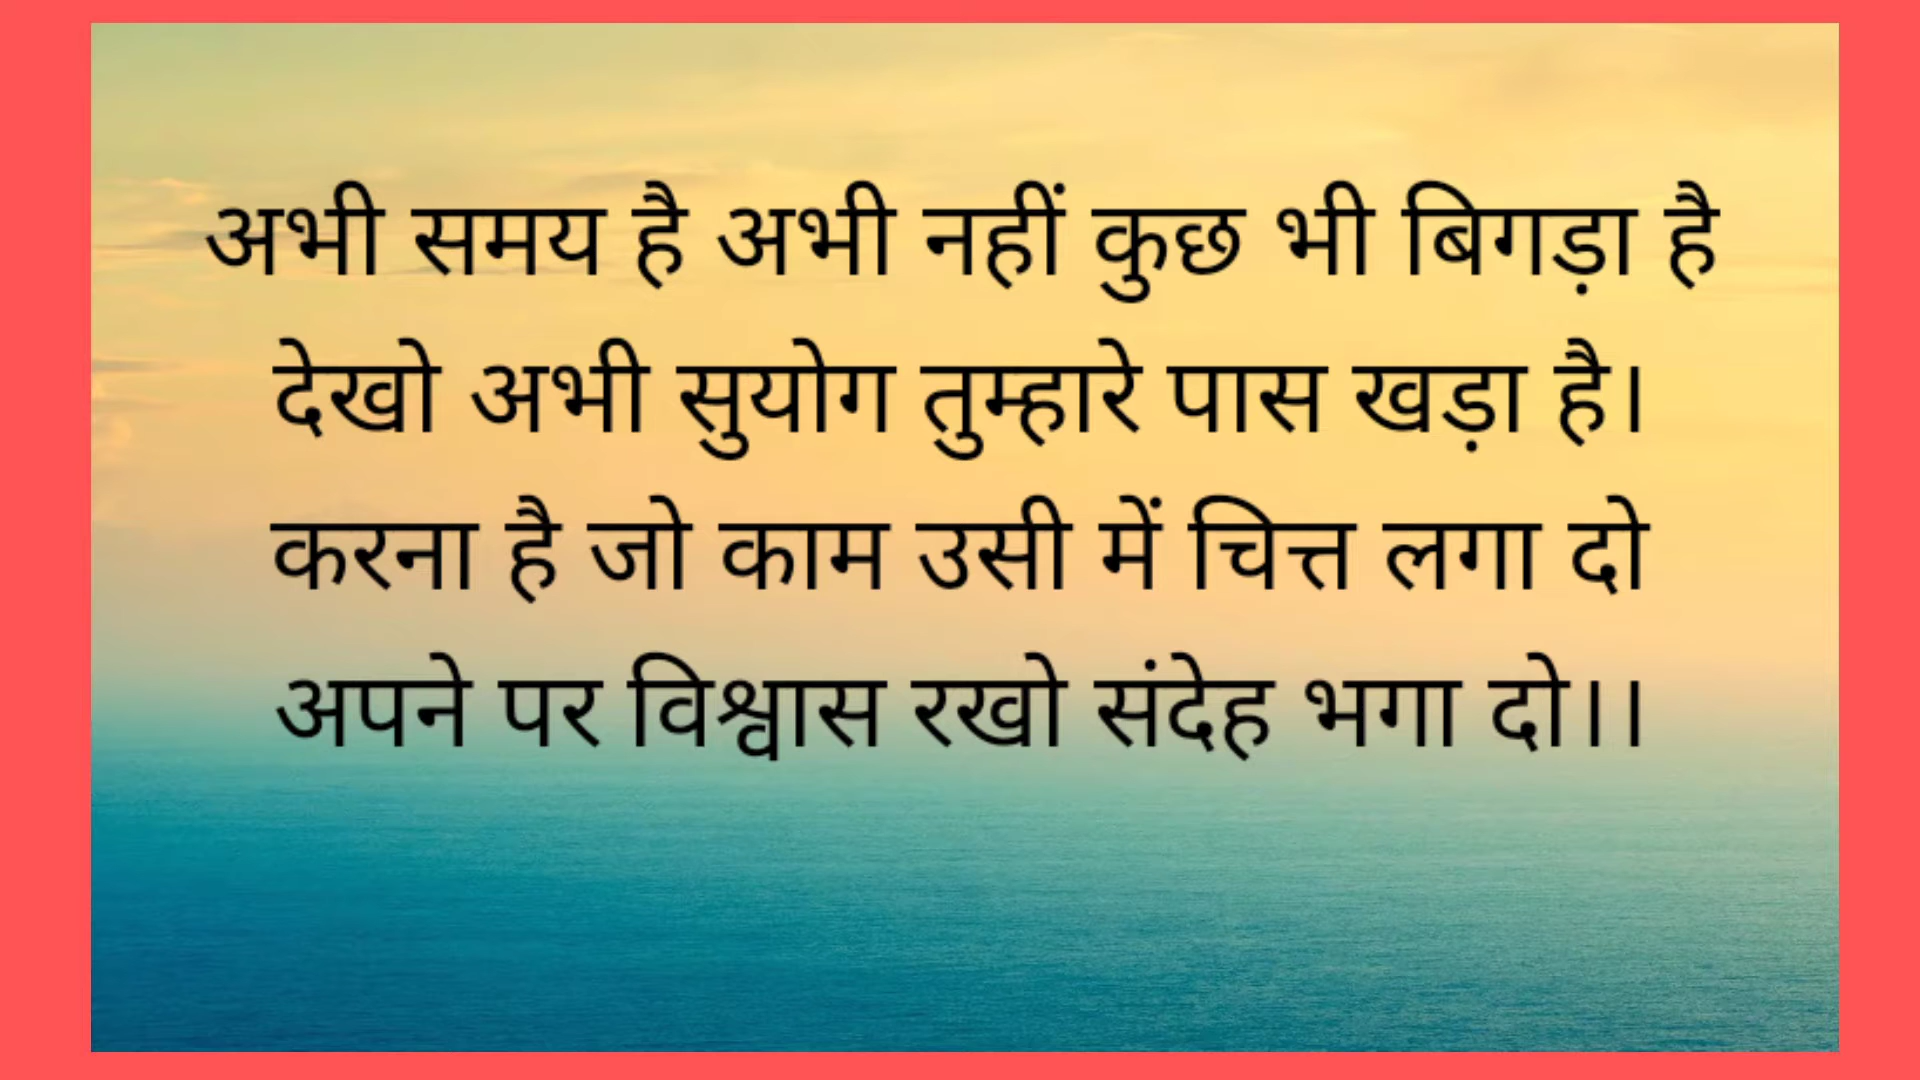 अभी समय है अभी नहीं कुछ भी बिगड़ा है
देखो अभी सुयोग तुम्हारे पास खड़ा है।
करना है जो काम उसी में चित्त लगा दो
अपने पर विश्वास रखो संदेह भगा दो।।